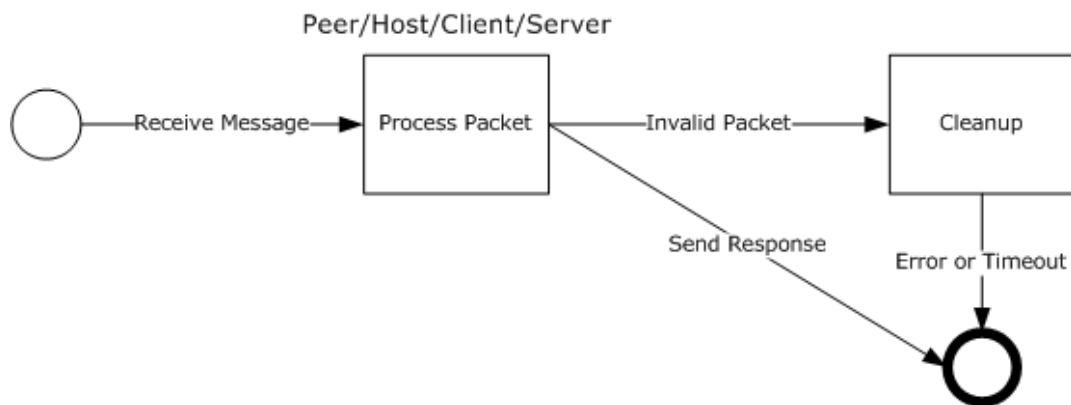 Peer/Host/Client/Server
Receive Message
Process Packet
Invalid Packet
Cleanup
Send Response
Error or Timeout